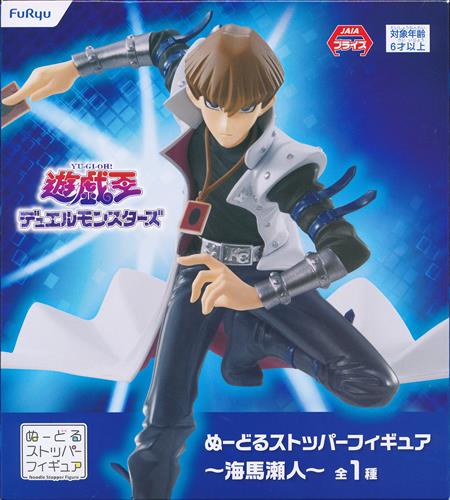 FuRyu
JAIA
プライズ
対象年齢
6才以上
YU-GI-OH!
遊戯王
デュエルモンスターズ
KC
ぬーどる
ストッパー
フィギュア
Noodle Stopper Figure
ぬーどるストッパーフィギュア
～海馬瀬人～ 全1種